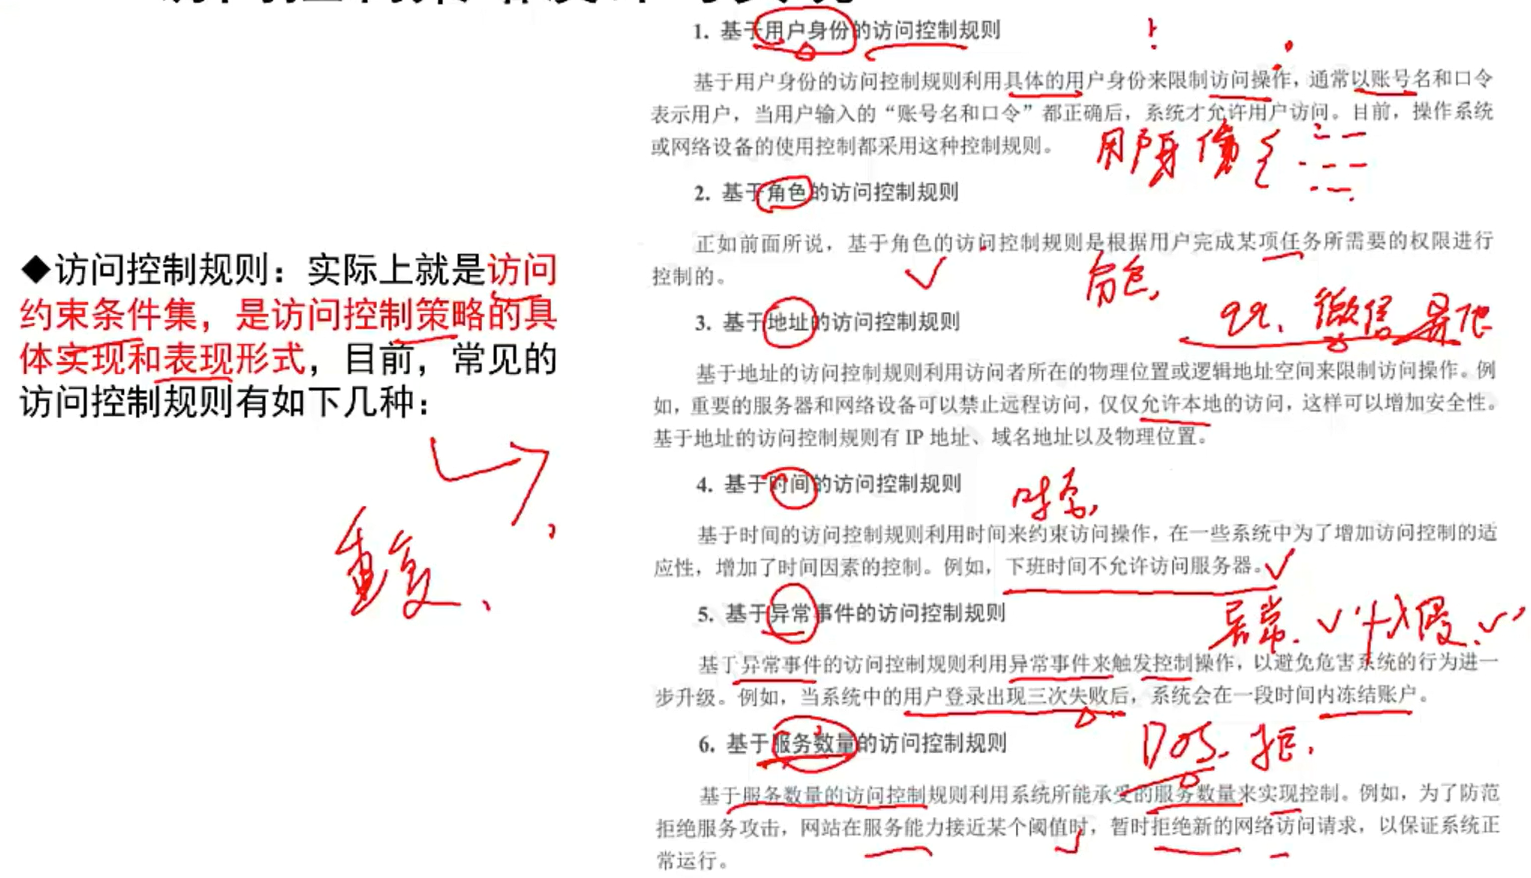 ◆访问控制规则：实际上就是访问
约束条件集，是访问控制策略的具
体实现和表现形式，目前，常见的
访问控制规则有如下几种：
重复、
1. 基于用户身份的访问控制规则
基于用户身份的访问控制规则利用具体的用户身份来限制访问操作，通常以账号名和口令
表示用户，当用户输入的“账号名和口令”都正确后，系统才允许用户访问。目前，操作系统
或网络设备的使用控制都采用这种控制规则。
用户身
2. 基于角色的访问控制规则
正如前面所说，基于角色的访问控制规则是根据用户完成某项任务所需要的权限进行
控制的。
角色
微信 异地
3. 基于地址的访问控制规则
基于地址的访问控制规则利用访问者所在的物理位置或逻辑地址空间来限制访问操作。例
如，重要的服务器和网络设备可以禁止远程访问，仅仅允许本地的访问，这样可以增加安全性。
基于地址的访问控制规则有 IP 地址、域名地址以及物理位置。
4. 基于时间的访问控制规则
基于时间的访问控制规则利用时间来约束访问操作，在一些系统中为了增加访问控制的适
应性，增加了时间因素的控制。例如，下班时间不允许访问服务器。
5. 基于异常事件的访问控制规则
异常
基于异常事件的访问控制规则利用异常事件来触发控制操作，以避免危害系统的行为进一
步升级。例如，当系统中的用户登录出现三次失败后，系统会在一段时间内冻结账户。
6. 基于服务数量的访问控制规则
DOS 拒
基于服务数量的访问控制规则利用系统所能承受的服务数量来实现控制。例如，为了防范
拒绝服务攻击，网站在服务能力接近某个阈值时，暂时拒绝新的网络访问请求，以保证系统正
常运行。